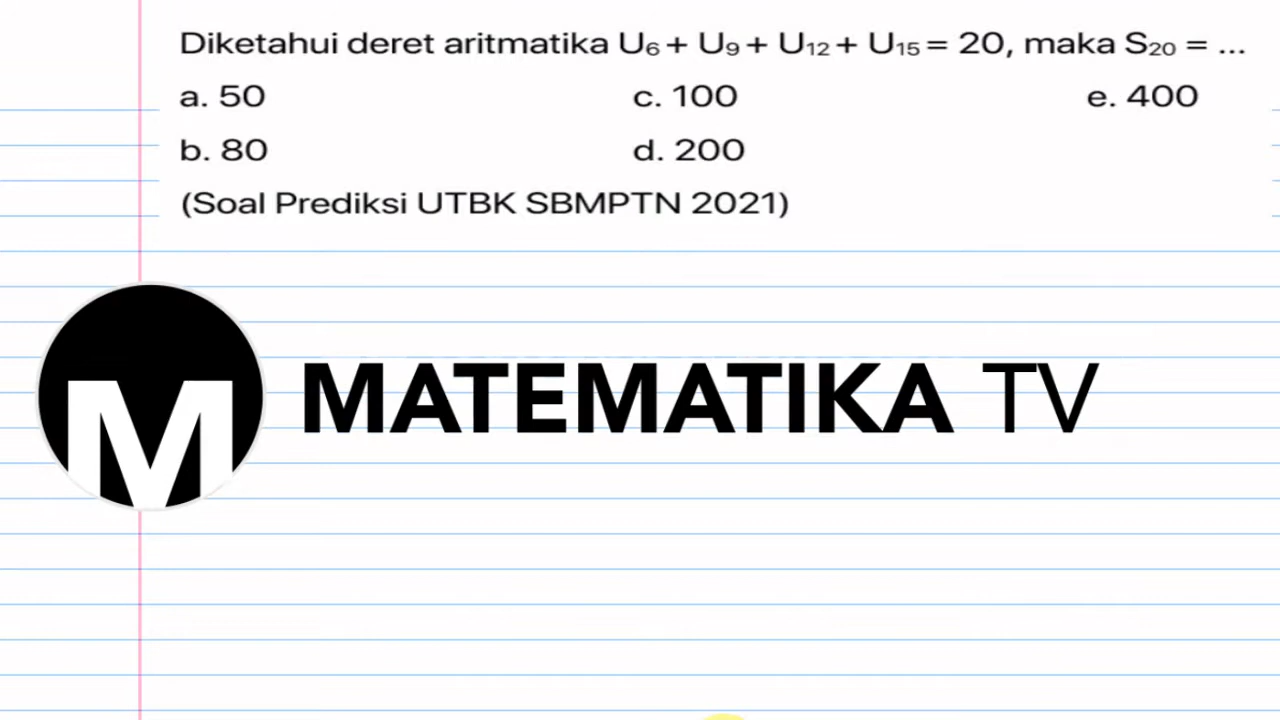 Diketahui deret aritmatika U₆ + U₉ + U₁₂ + U₁₅ = 20, maka S₂₀ = ...
a. 50 c. 100 e. 400
b. 80 d. 200
(Soal Prediksi UTBK SBMPTN 2021)
M MATEMATIKA TV